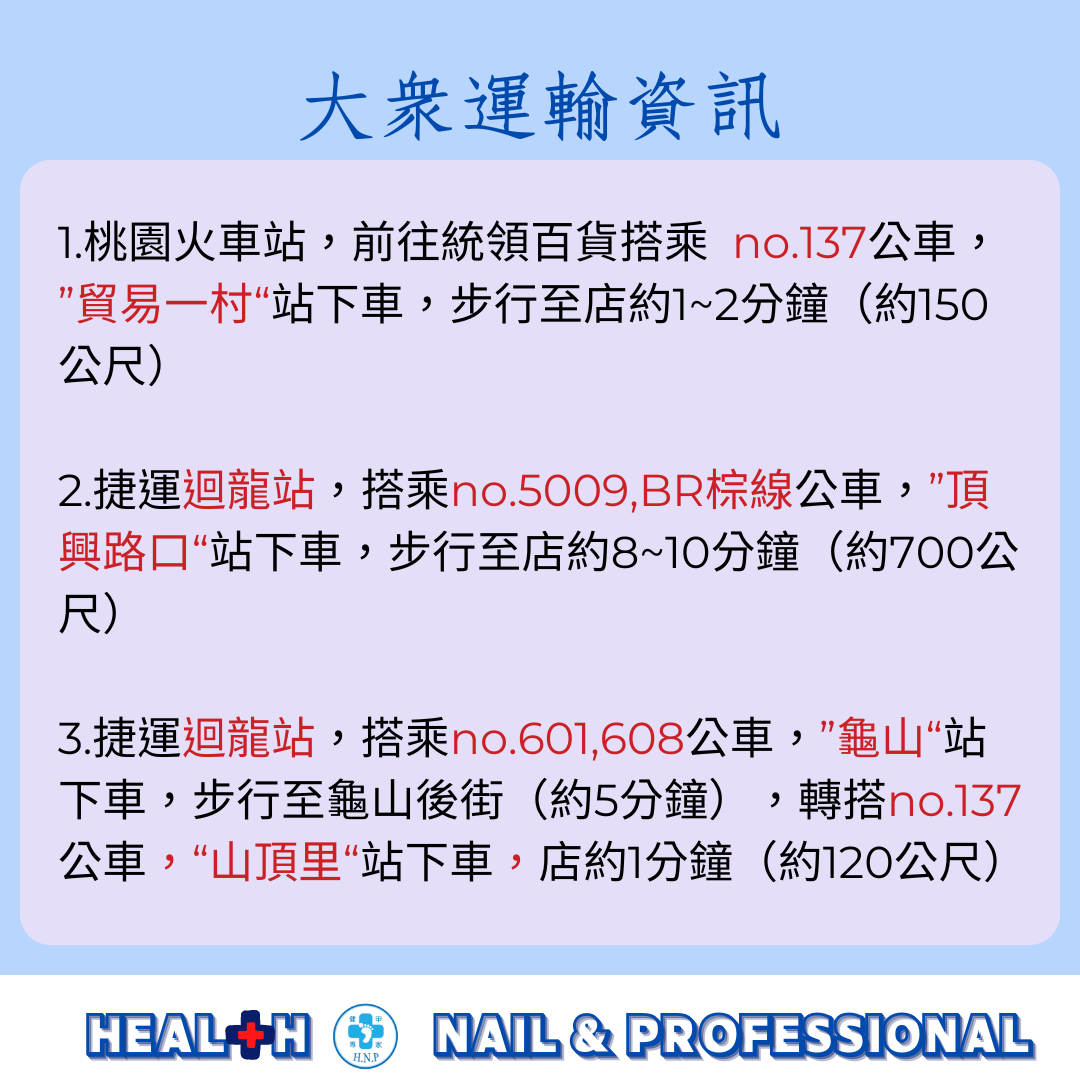 大眾運輸資訊
1.桃園火車站，前往統領百貨搭乘 no.137公車，
”貿易一村“站下車，步行至店約1~2分鐘（約150
公尺）
2.捷運迴龍站，搭乘no.5009,BR棕線公車，”頂
興路口“站下車，步行至店約8~10分鐘（約700公
尺）
3.捷運迴龍站，搭乘no.601,608公車，”龜山“站
下車，步行至龜山後街（約5分鐘），轉搭no.137
公車，“山頂里“站下車，店約1分鐘（約120公尺）
HEALTH 健甲專家 H.N.P NAIL & PROFESSIONAL